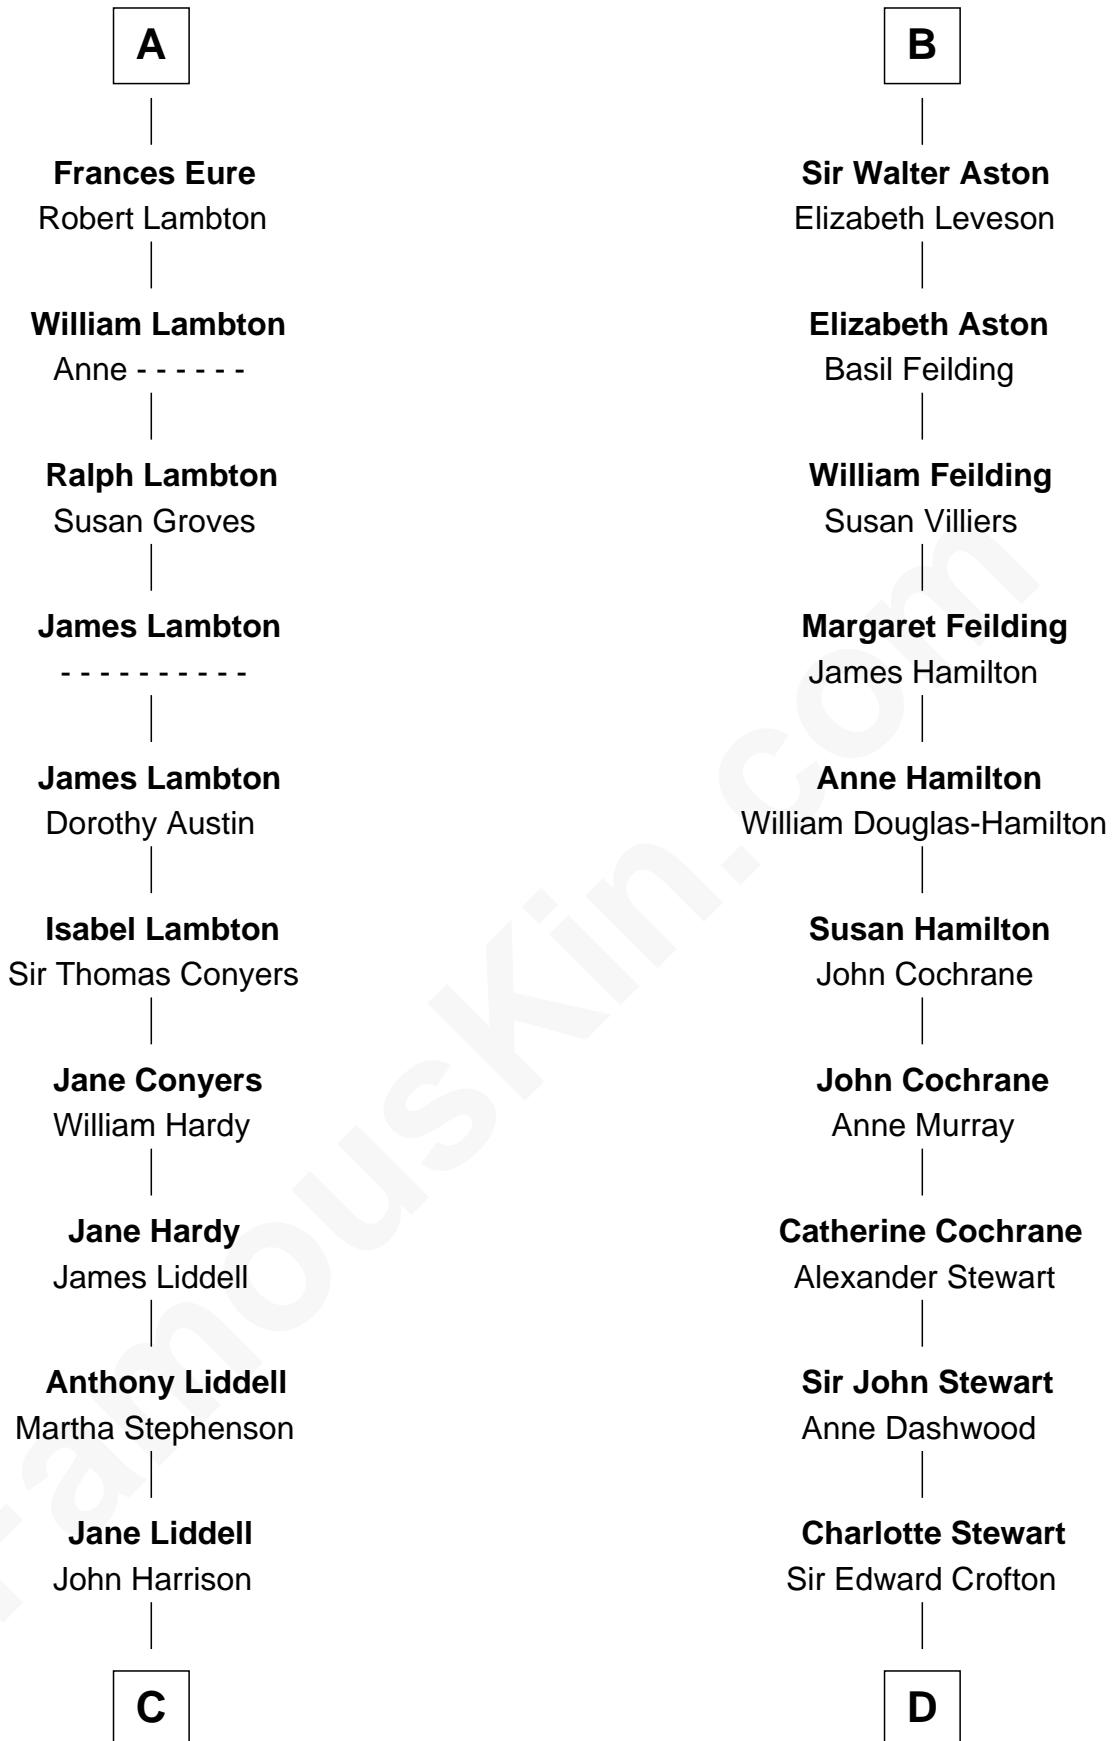 A
Frances Eure
Robert Lambton
William Lambton
Anne - - - - - -
Ralph Lambton
Susan Groves
James Lambton
- - - - - - - - - -
James Lambton
Dorothy Austin
Isabel Lambton
Sir Thomas Conyers
Jane Conyers
William Hardy
Jane Hardy
James Liddell
Anthony Liddell
Martha Stephenson
Jane Liddell
John Harrison
C
B
Sir Walter Aston
Elizabeth Leveson
Elizabeth Aston
Basil Feilding
William Feilding
Susan Villiers
Margaret Feilding
James Hamilton
Anne Hamilton
William Douglas-Hamilton
Susan Hamilton
John Cochrane
John Cochrane
Anne Murray
Catherine Cochrane
Alexander Stewart
Sir John Stewart
Anne Dashwood
Charlotte Stewart
Sir Edward Crofton
D
FamousKin.com